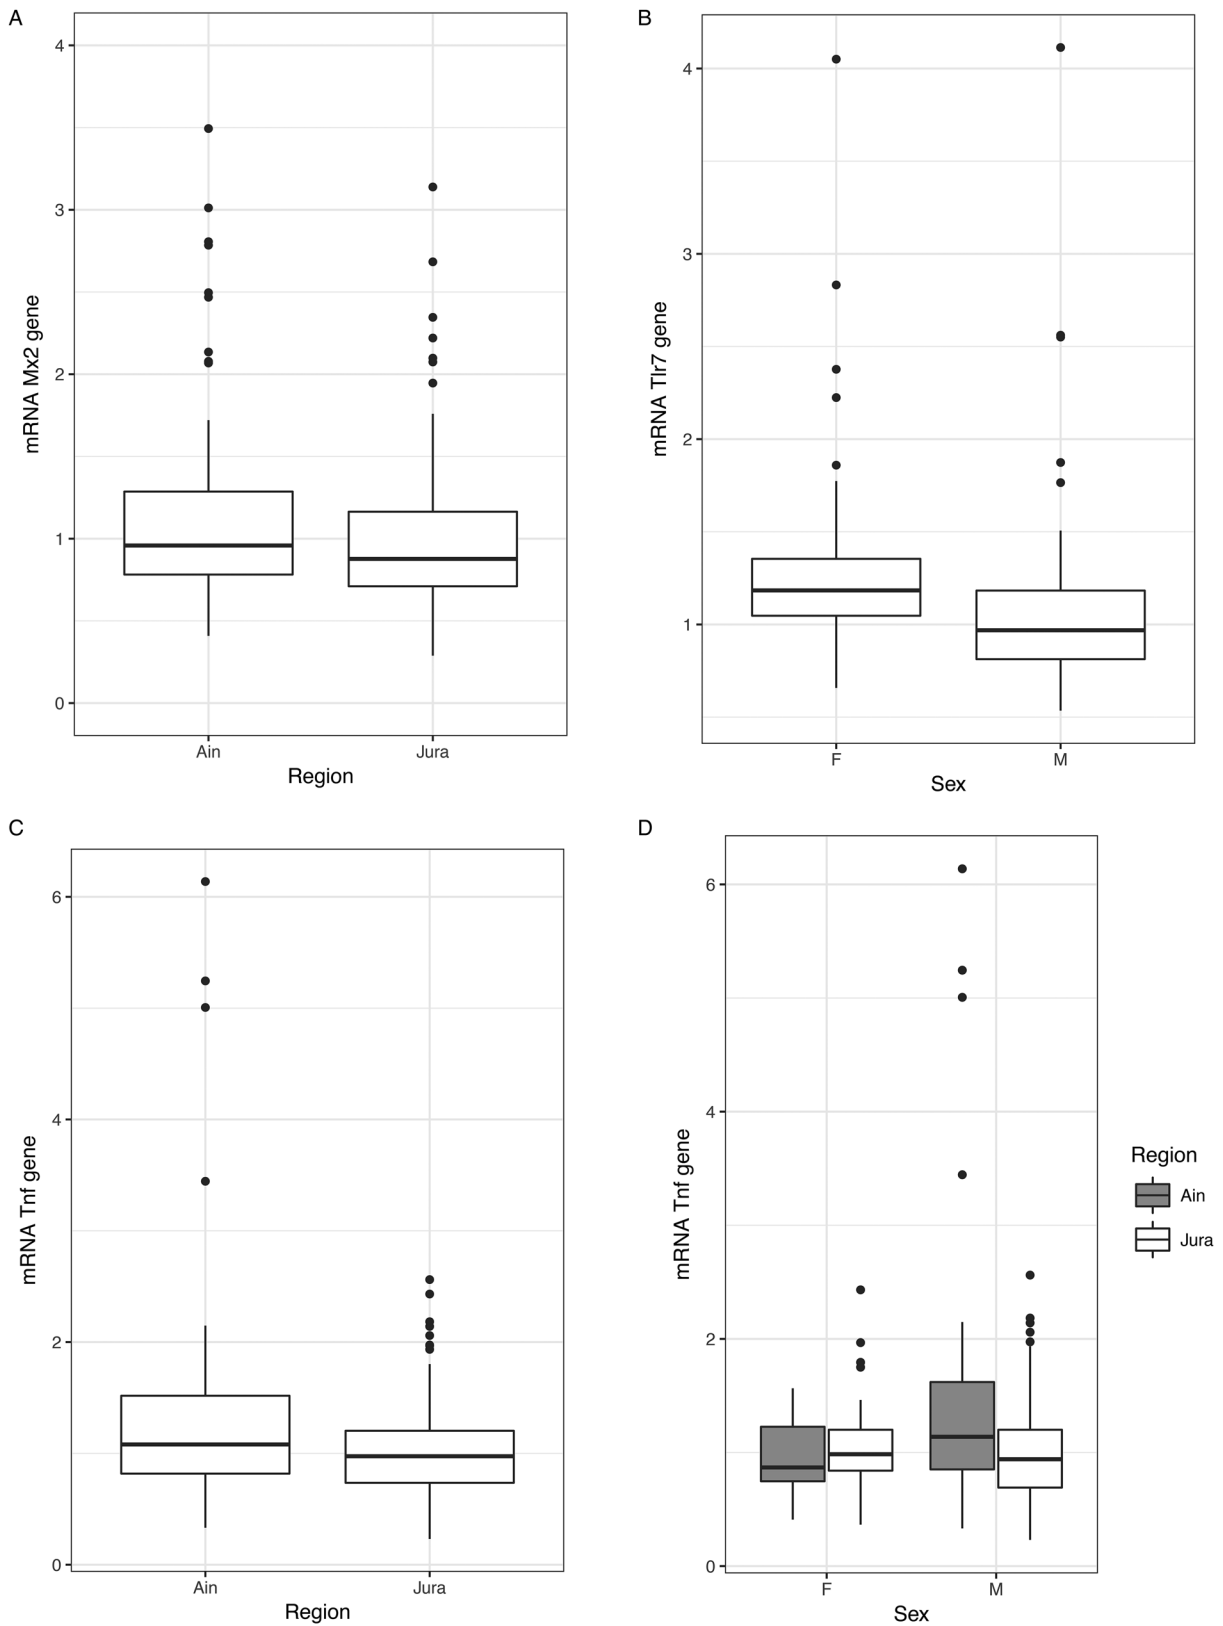 A
mRNA Mx2 gene
4
3
2
1
0
Ain Jura
Region
B
mRNA Tlr7 gene
4
3
2
1
F M
Sex
C
mRNA Tnf gene
6
4
2
0
Ain Jura
Region
D
mRNA Tnf gene
6
4
2
0
F M
Sex
Region
Ain
Jura